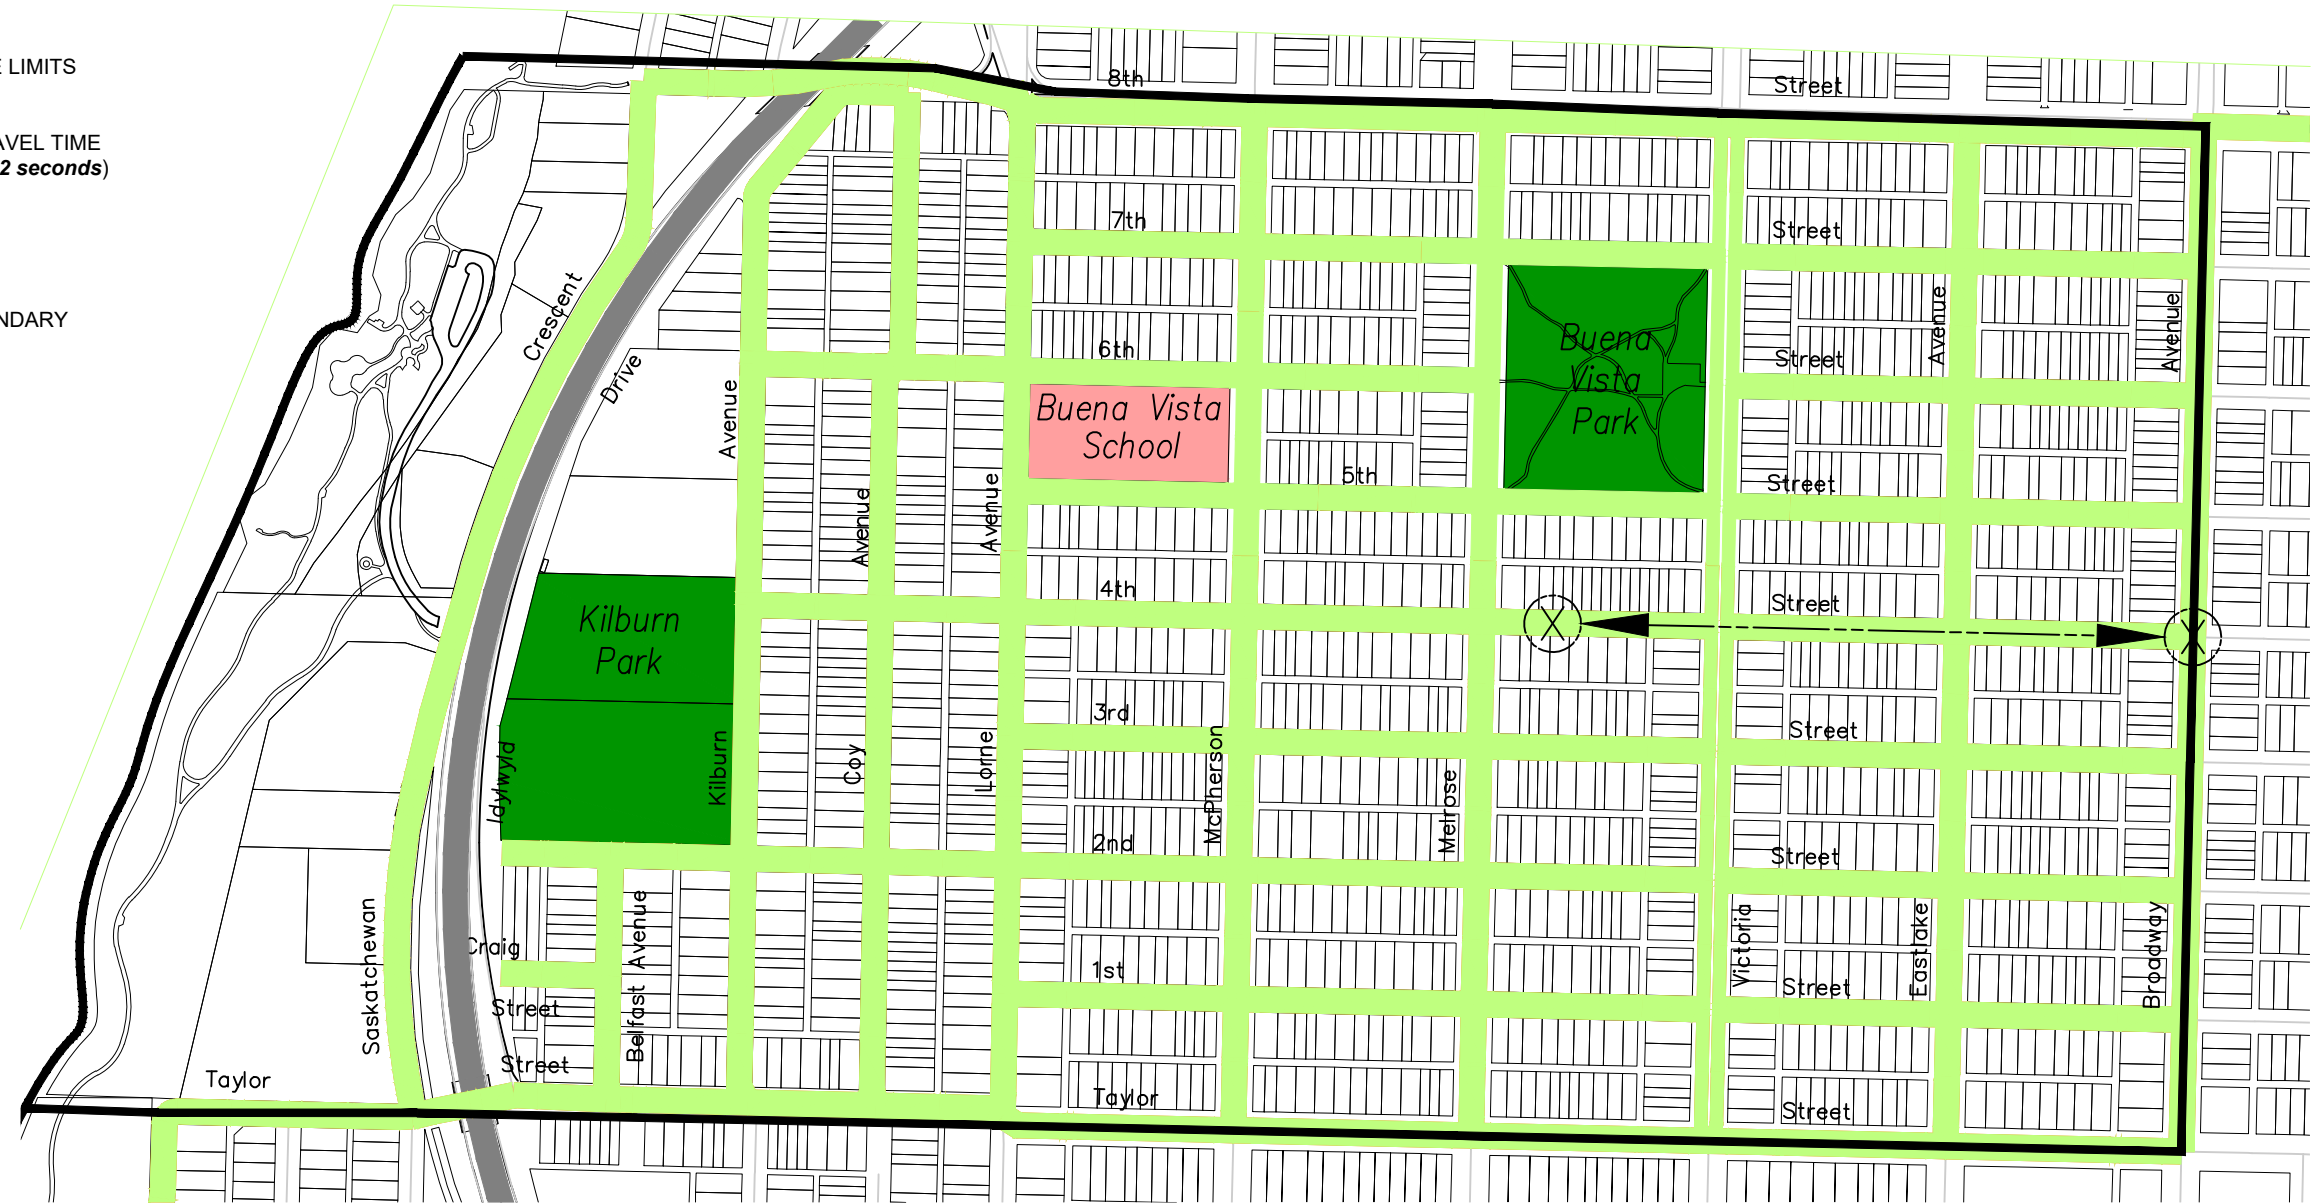 E LIMITS
AVEL TIME
2 seconds)
NDARY
8th
Street
7th
Street
Crescent
Drive
6th
Street
Avenue
Avenue
Buena
Vista
Park
Avenue
Buena Vista
School
5th
Street
Avenue
Avenue
4th
Street
X
X
Kilburn
Park
3rd
Street
Idylwyld
Kilburn
Coy
Lorne
McPherson
Melrose
2nd
Street
Saskatchewan
Craig
Street
Belfast Avenue
1st
Street
Victoria
Eastlake
Broadway
Street
Taylor
Taylor
Street